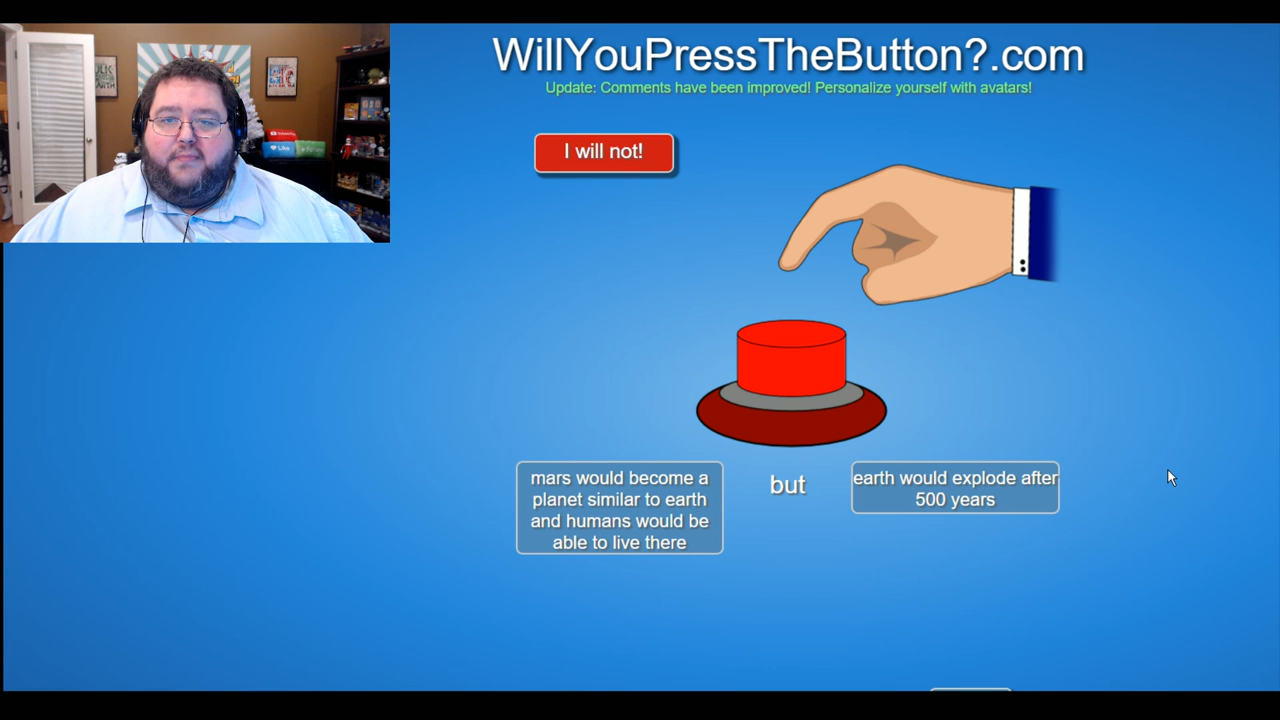 WillYouPressTheButton?.com
Update: Comments have been improved! Personalize yourself with avatars!
I will not!
mars would become a
planet similar to earth
and humans would be
able to live there
but
earth would explode after
500 years
Like